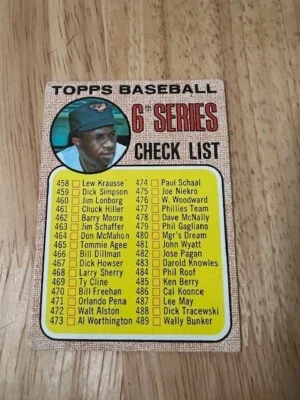 TOPPS BASEBALL
6TH SERIES
CHECK LIST
458 Lew Krausse 474 Paul Schaal
459 Dick Simpson 475 Joe Niekro
460 Jim Lonborg 476 W. Woodward
461 Chuck Hiller 477 Phillies Team
462 Barry Moore 478 Dave McNally
463 Jim Schaffer 479 Phil Gagliano
464 Don McMahon 480 Mgr's Dream
465 Tommie Agee 481 John Wyatt
466 Bill Dillman 482 Jose Pagan
467 Dick Howser 483 Darold Knowles
468 Larry Sherry 484 Phil Roof
469 Ty Cline 485 Ken Berry
470 Bill Freehan 486 Cal Koonce
471 Orlando Pena 487 Lee May
472 Walt Alston 488 Dick Tracewski
473 Al Worthington 489 Wally Bunker